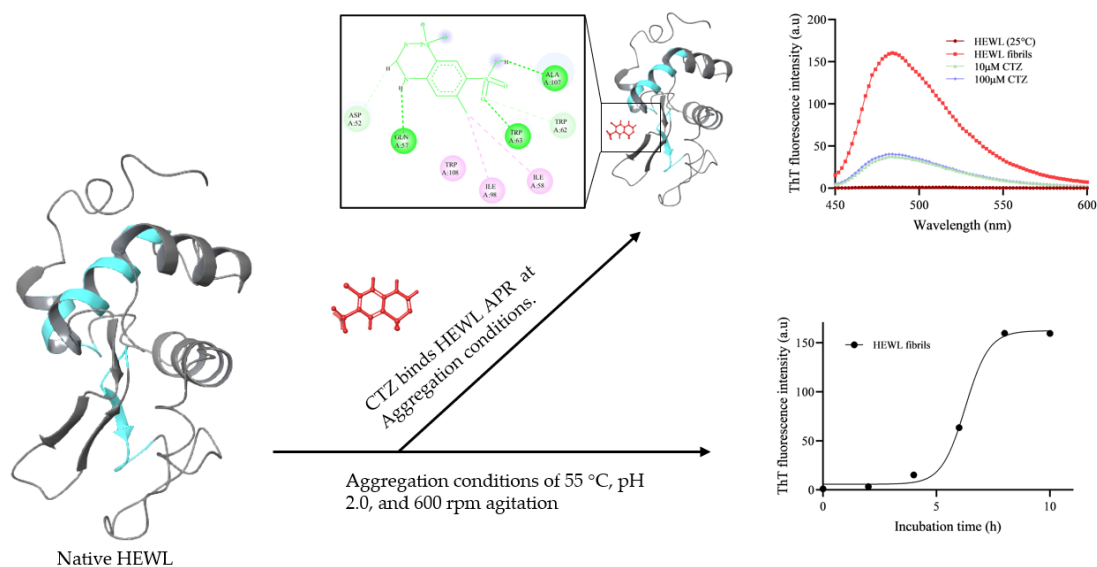 ASP
A:52
GLN
A:57
TRP
A:108
ILE
A:98
ILE
A:58
TRP
A:63
TRP
A:62
ALA
A:107
H
H
H
ThT fluorescence intensity (a.u)
200
150
100
50
0
450
500
550
600
Wavelength (nm)
HEWL (25°C)
HEWL fibrils
10μM CTZ
100μM CTZ
CTZ binds HEWL APR at
Aggregation conditions.
Aggregation conditions of 55 °C, pH
2.0, and 600 rpm agitation
Native HEWL
ThT fluorescence intensity (a.u)
150
100
50
0
0
5
10
Incubation time (h)
HEWL fibrils